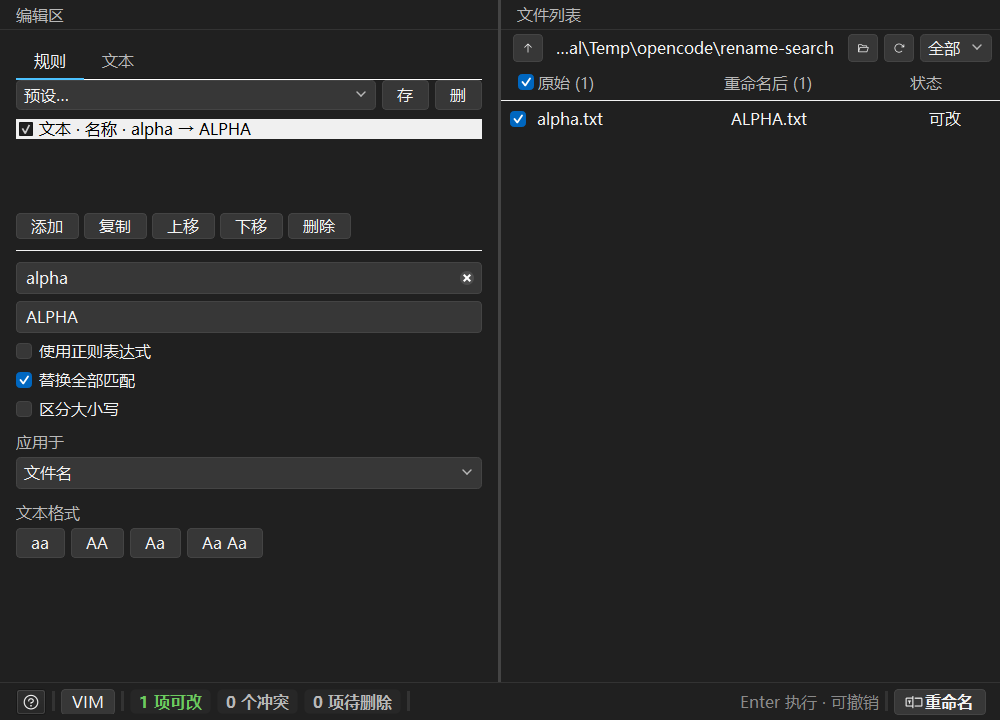 编辑区
规则 文本
预设... 存 删
文本 · 名称 · alpha → ALPHA
添加 复制 上移 下移 删除
alpha
ALPHA
使用正则表达式
替换全部匹配
区分大小写
应用于
文件名
文本格式
aa AA Aa Aa Aa
文件列表
...al\Temp\opencode\rename-search 全部
原始 (1) 重命名后 (1) 状态
alpha.txt ALPHA.txt 可改
VIM 1 项可改 0 个冲突 0 项待删除 Enter 执行 · 可撤销 重命名